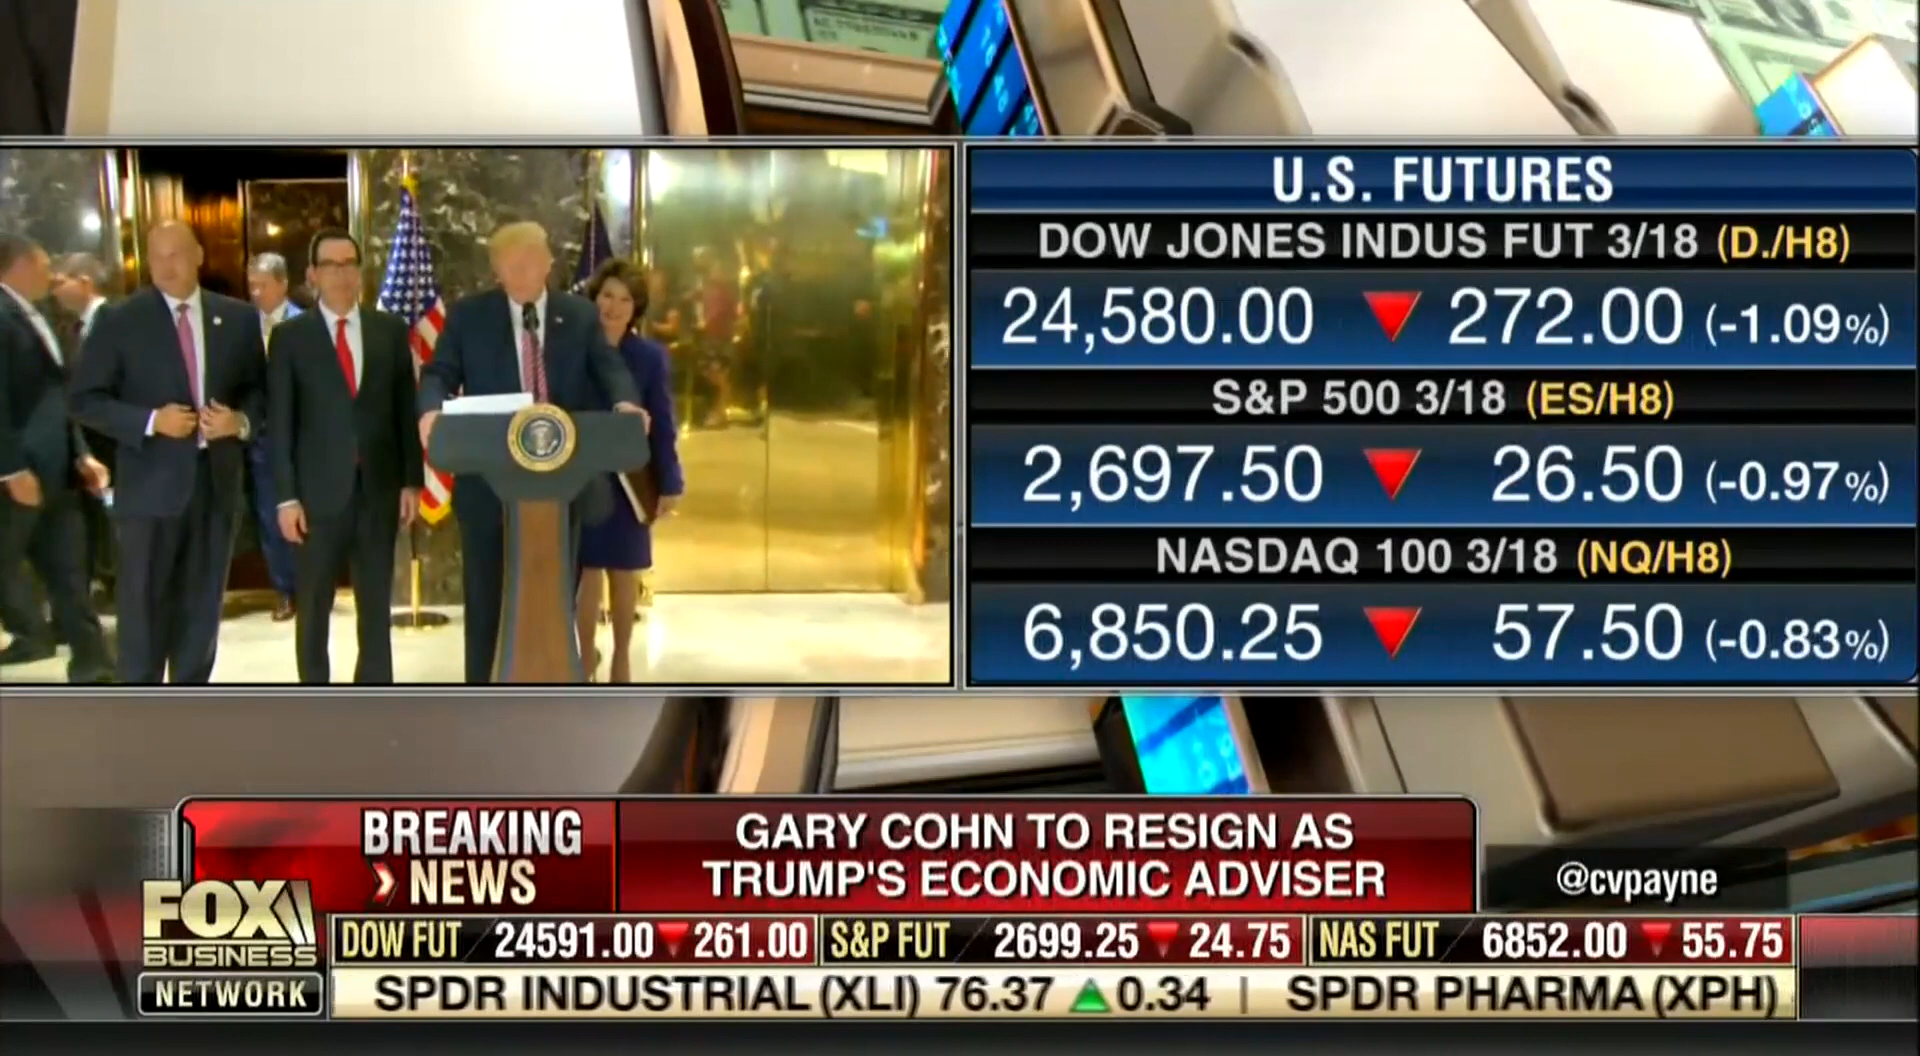 U.S. FUTURES
DOW JONES INDUS FUT 3/18 (D./H8)
24,580.00 ▼ 272.00 (-1.09%)
S&P 500 3/18 (ES/H8)
2,697.50 ▼ 26.50 (-0.97%)
NASDAQ 100 3/18 (NQ/H8)
6,850.25 ▼ 57.50 (-0.83%)
BREAKING
NEWS
GARY COHN TO RESIGN AS
TRUMP'S ECONOMIC ADVISER
@cvpayne
FOX
BUSINESS
NETWORK
DOW FUT 24591.00 ▼ 261.00 S&P FUT 2699.25 ▼ 24.75 NAS FUT 6852.00 ▼ 55.75
SPDR INDUSTRIAL (XLI) 76.37 ▲ 0.34 | SPDR PHARMA (XPH)